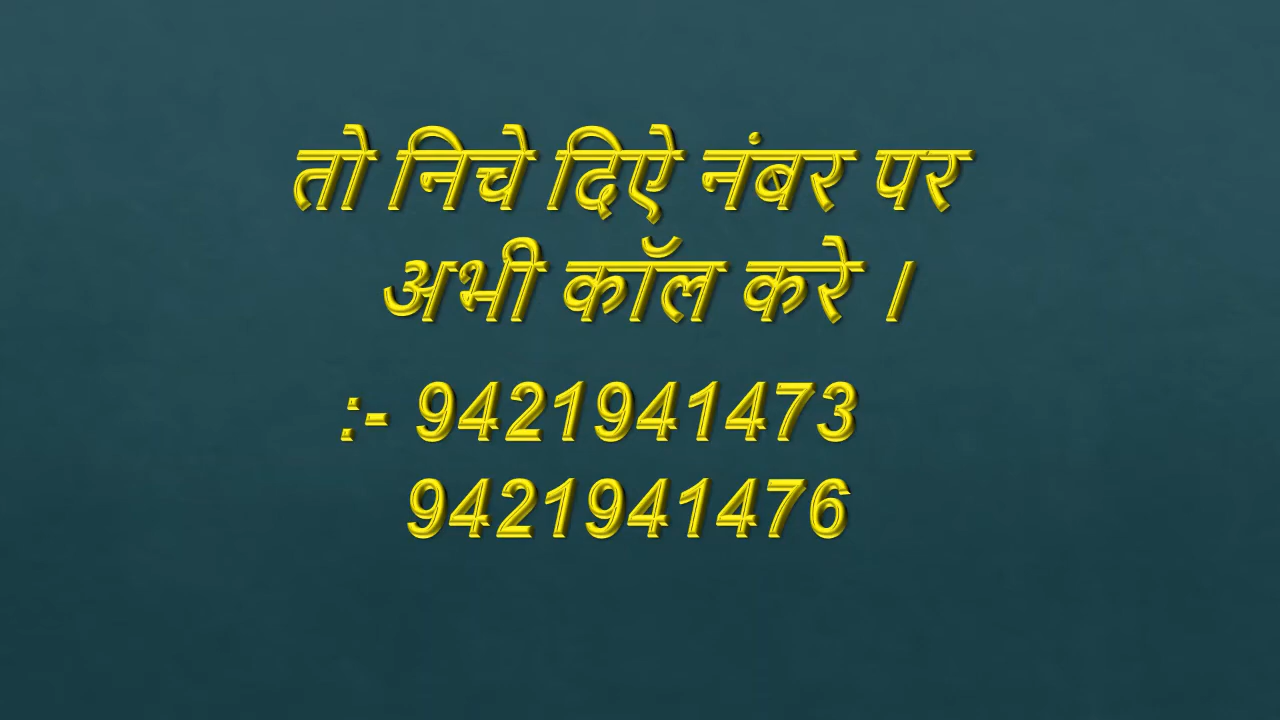 तो निचे दिऐ नंबर पर
अभी कॉल करे ।
:- 9421941473
9421941476